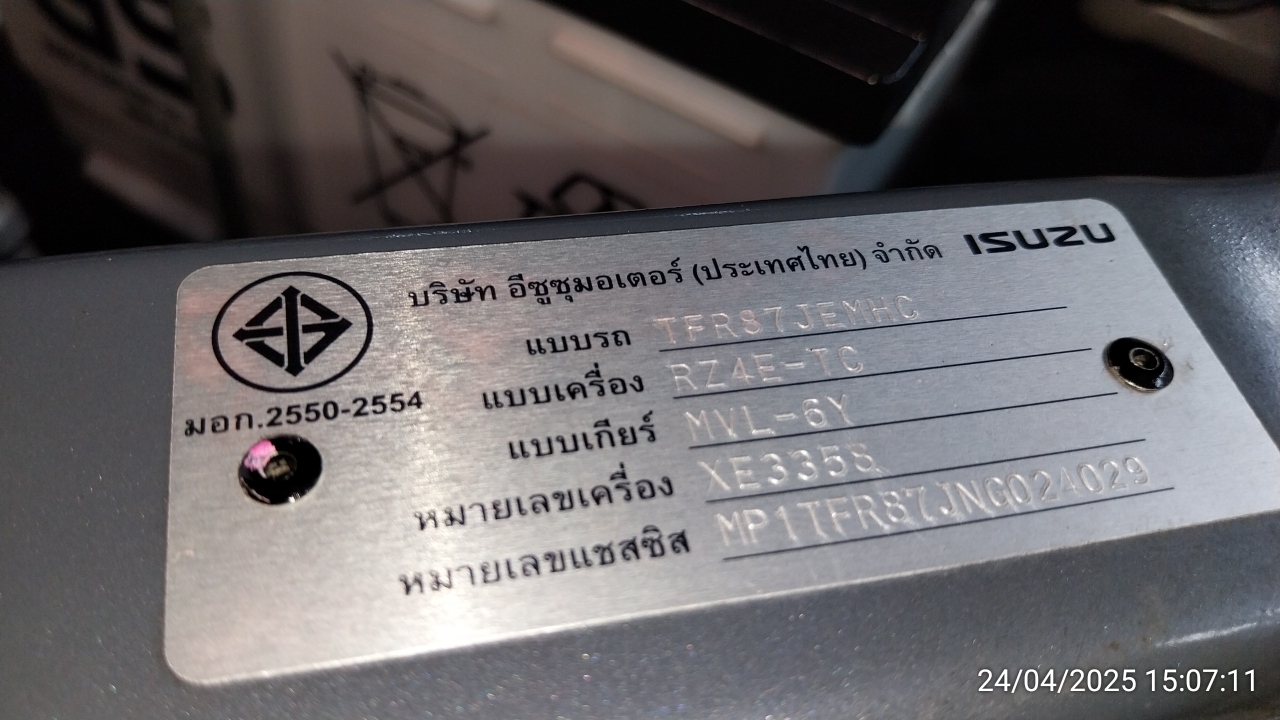 บริษัท อีซูซุมอเตอร์ (ประเทศไทย) จำกัด ISUZU
มอก.2550-2554
แบบรถ TFR87JEMHC
แบบเครื่อง RZ4E-TC
แบบเกียร์ MVL-6Y
หมายเลขเครื่อง XE3358
หมายเลขแชสซิส MP1TFR87JNG024029
24/04/2025 15:07:11